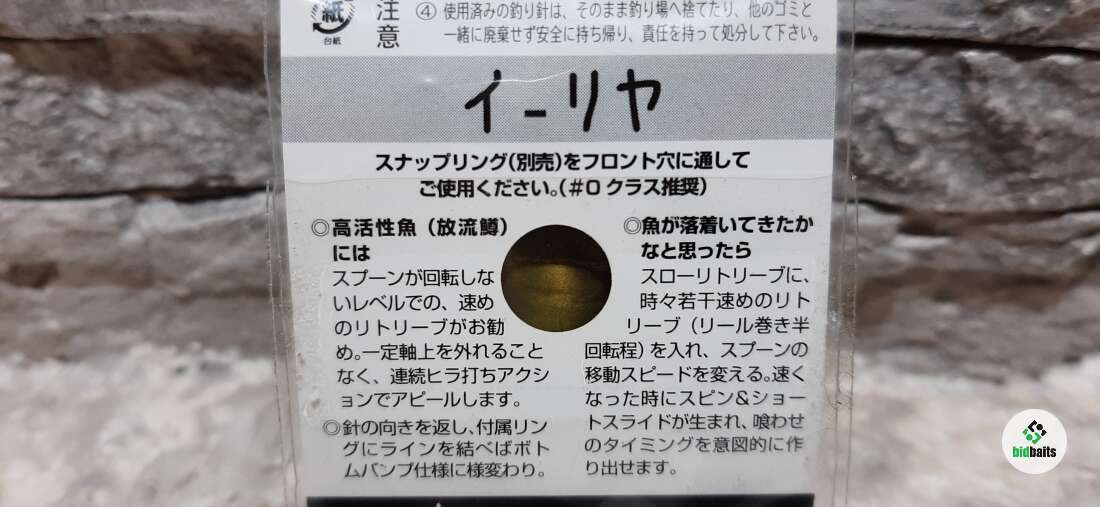 紙
台紙
注意
④ 使用済みの釣り針は、そのまま釣り場へ捨てたり、他のゴミと
一緒に廃棄せず安全に持ち帰り、責任を持って処分して下さい。
イーリヤ
スナップリング(別売)をフロント穴に通して
ご使用ください。(#0 クラス推奨)
◎高活性魚（放流鱒）
には
スプーンが回転しな
いレベルでの、速め
のリトリーブがお勧
め。一定軸上を外れること
なく、連続ヒラ打ちアクシ
ョンでアピールします。
◎針の向きを返し、付属リン
グにラインを結べばボト
ムバンプ仕様に様変わり。
◎魚が落着いてきたか
なと思ったら
スローリトリーブに、
時々若干速めのリト
リーブ（リール巻き半
回転程）を入れ、スプーンの
移動スピードを変える。速く
なった時にスピン&ショー
トスライドが生まれ、喰わせ
のタイミングを意図的に作
り出せます。
bidbaits